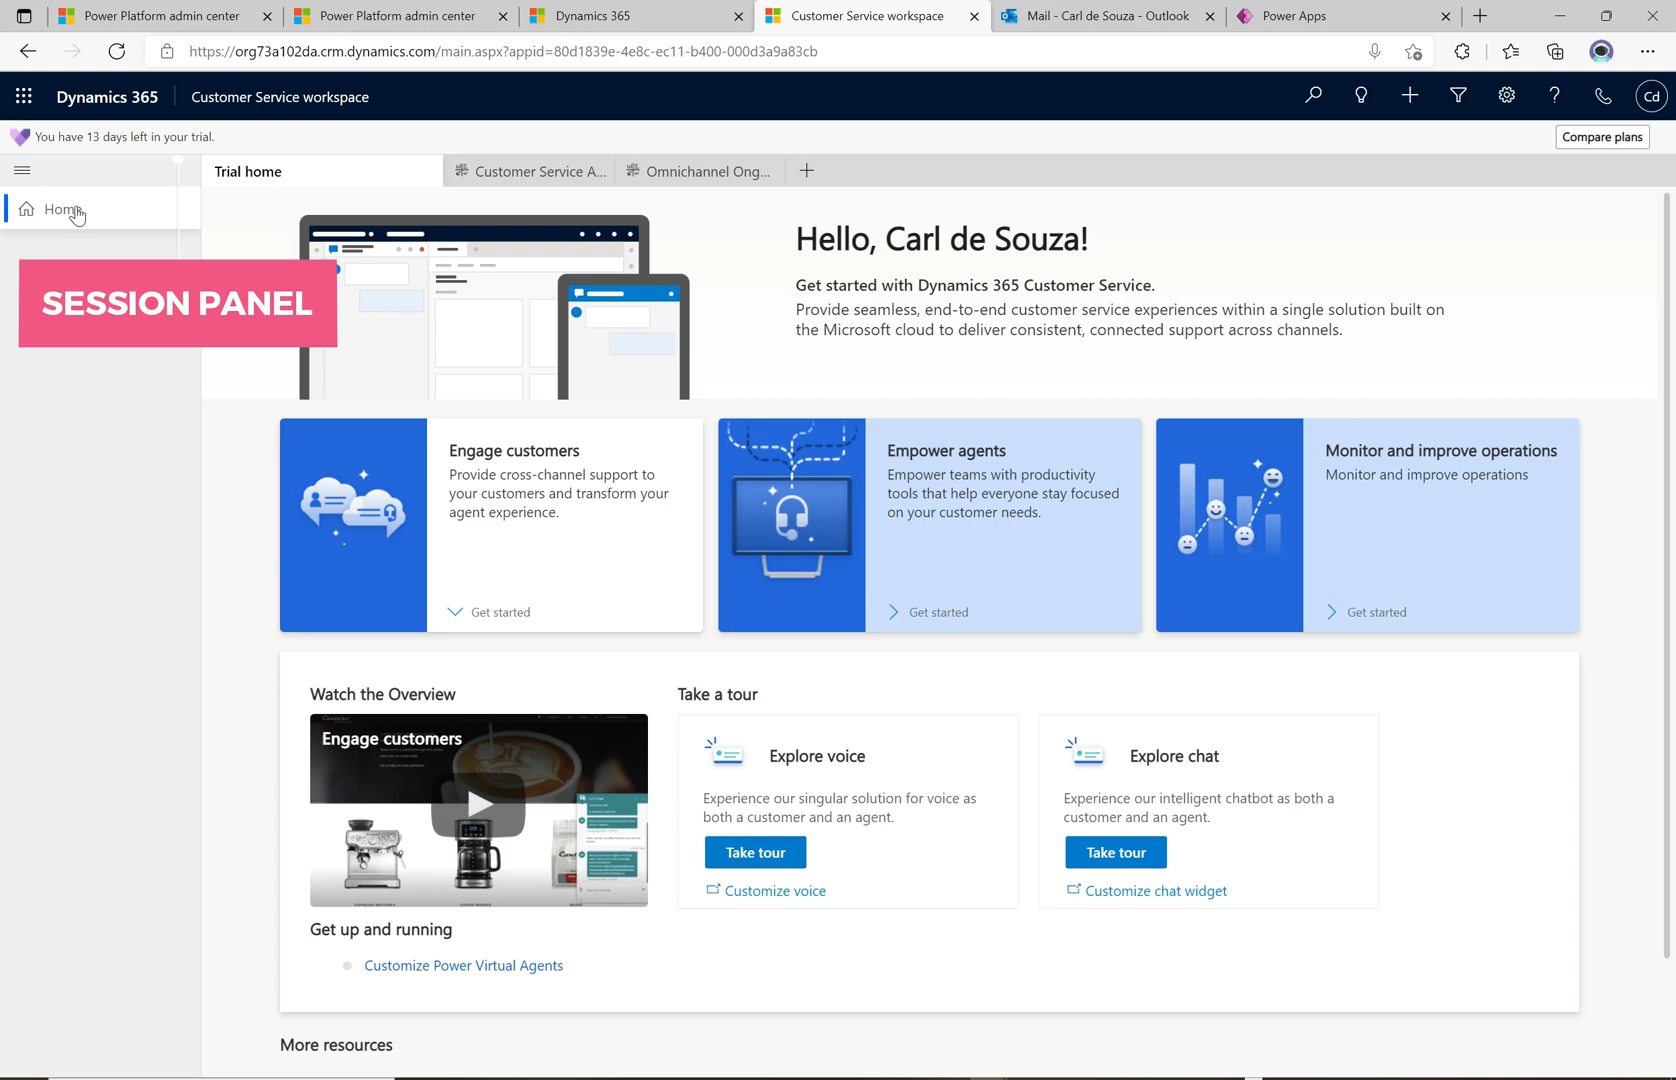 Power Platform admin center
Power Platform admin center
Dynamics 365
Customer Service workspace
Mail - Carl de Souza - Outlook
Power Apps
https://org73a102da.crm.dynamics.com/main.aspx?appid=80d1839e-4e8c-ec11-b400-000d3a9a83cb
Dynamics 365
Customer Service workspace
Cd
You have 13 days left in your trial.
Compare plans
Trial home
Customer Service A...
Omnichannel Ong...
Home
SESSION PANEL
Hello, Carl de Souza!
Get started with Dynamics 365 Customer Service.
Provide seamless, end-to-end customer service experiences within a single solution built on
the Microsoft cloud to deliver consistent, connected support across channels.
Engage customers
Provide cross-channel support to
your customers and transform your
agent experience.
Get started
Empower agents
Empower teams with productivity
tools that help everyone stay focused
on your customer needs.
Get started
Monitor and improve operations
Monitor and improve operations
Get started
Watch the Overview
Engage customers
Take a tour
Explore voice
Experience our singular solution for voice as
both a customer and an agent.
Take tour
Customize voice
Explore chat
Experience our intelligent chatbot as both a
customer and an agent.
Take tour
Customize chat widget
Get up and running
Customize Power Virtual Agents
More resources